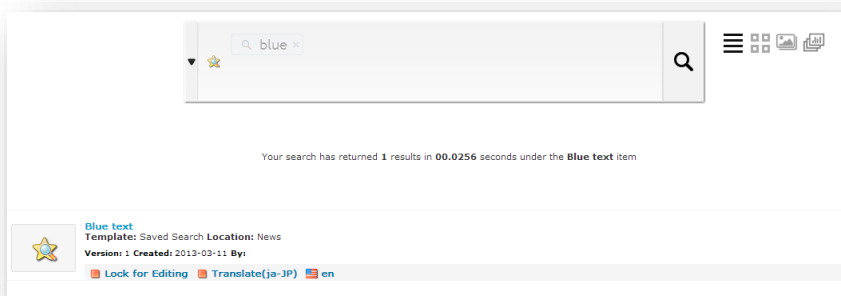 blue ×
Your search has returned 1 results in 00.0256 seconds under the Blue text item
Blue text
Template: Saved Search Location: News
Version: 1 Created: 2013-03-11 By:
Lock for Editing Translate(ja-JP) en